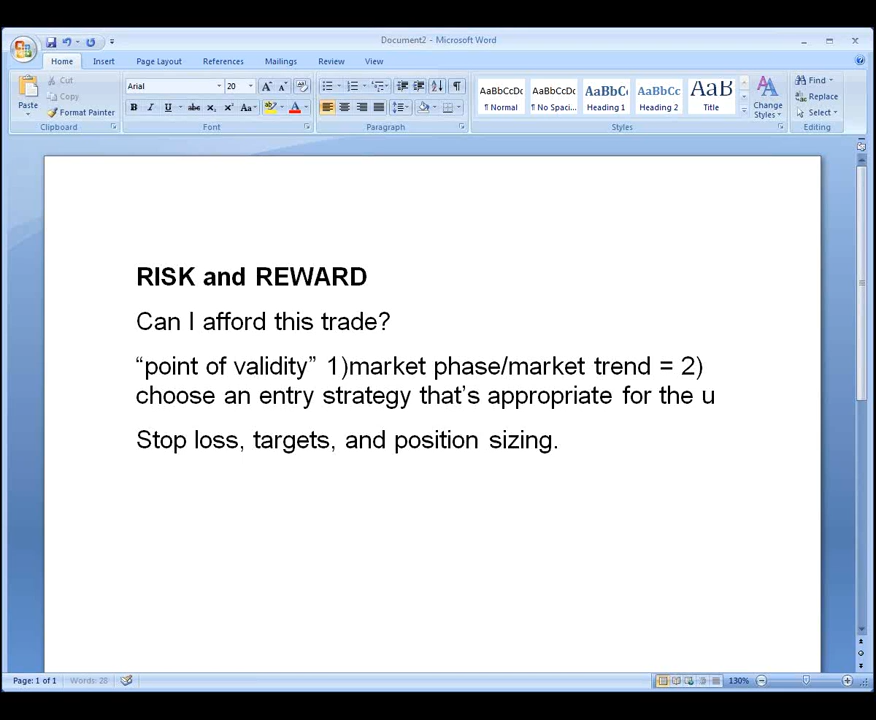 Document2 - Microsoft Word
Home Insert Page Layout References Mailings Review View
Paste
Cut
Copy
Format Painter
Clipboard
Arial 20
B I U abc x₂ x² Aa
Font
Paragraph
AaBbCcDc AaBbCcDc AaBbC AaBbCc AaB
¶ Normal ¶ No Spaci... Heading 1 Heading 2 Title
Change Styles
Styles
Find
Replace
Select
Editing
RISK and REWARD
Can I afford this trade?
“point of validity” 1)market phase/market trend = 2)
choose an entry strategy that’s appropriate for the u
Stop loss, targets, and position sizing.
Page: 1 of 1 Words: 28 130%